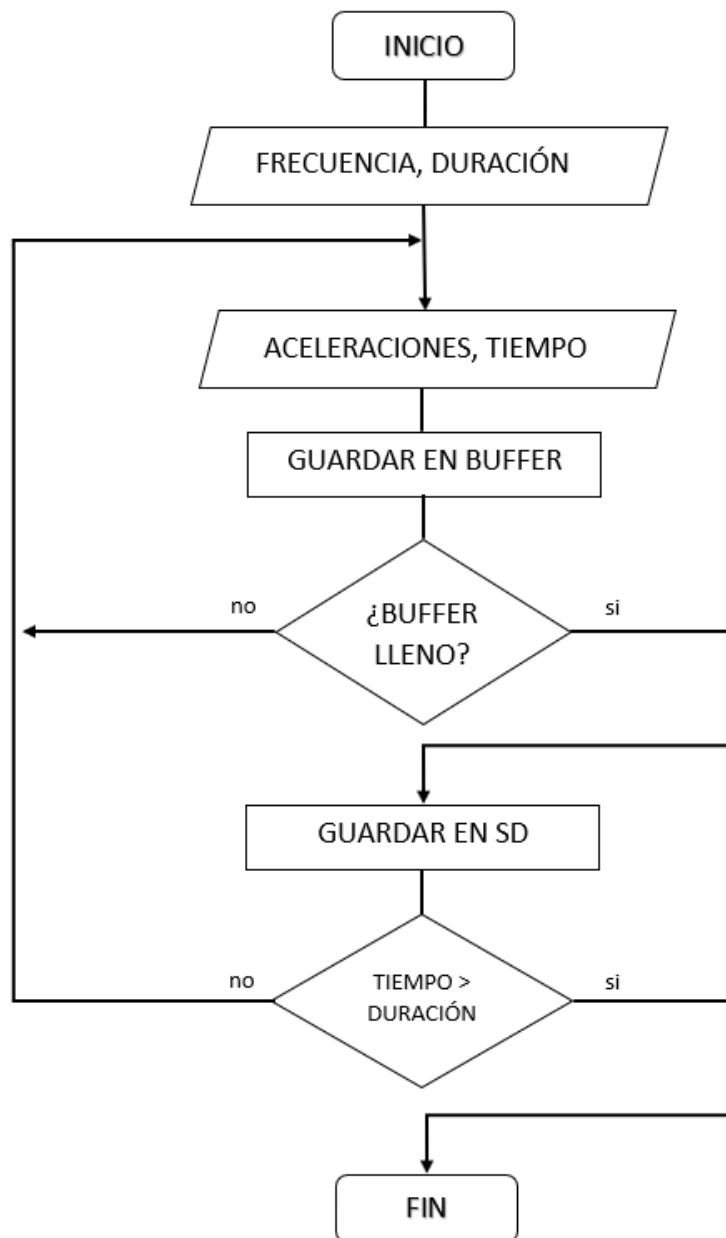 INICIO
FRECUENCIA, DURACIÓN
ACELERACIONES, TIEMPO
GUARDAR EN BUFFER
no
¿BUFFER
LLENO?
si
GUARDAR EN SD
no
TIEMPO >
DURACIÓN
si
FIN